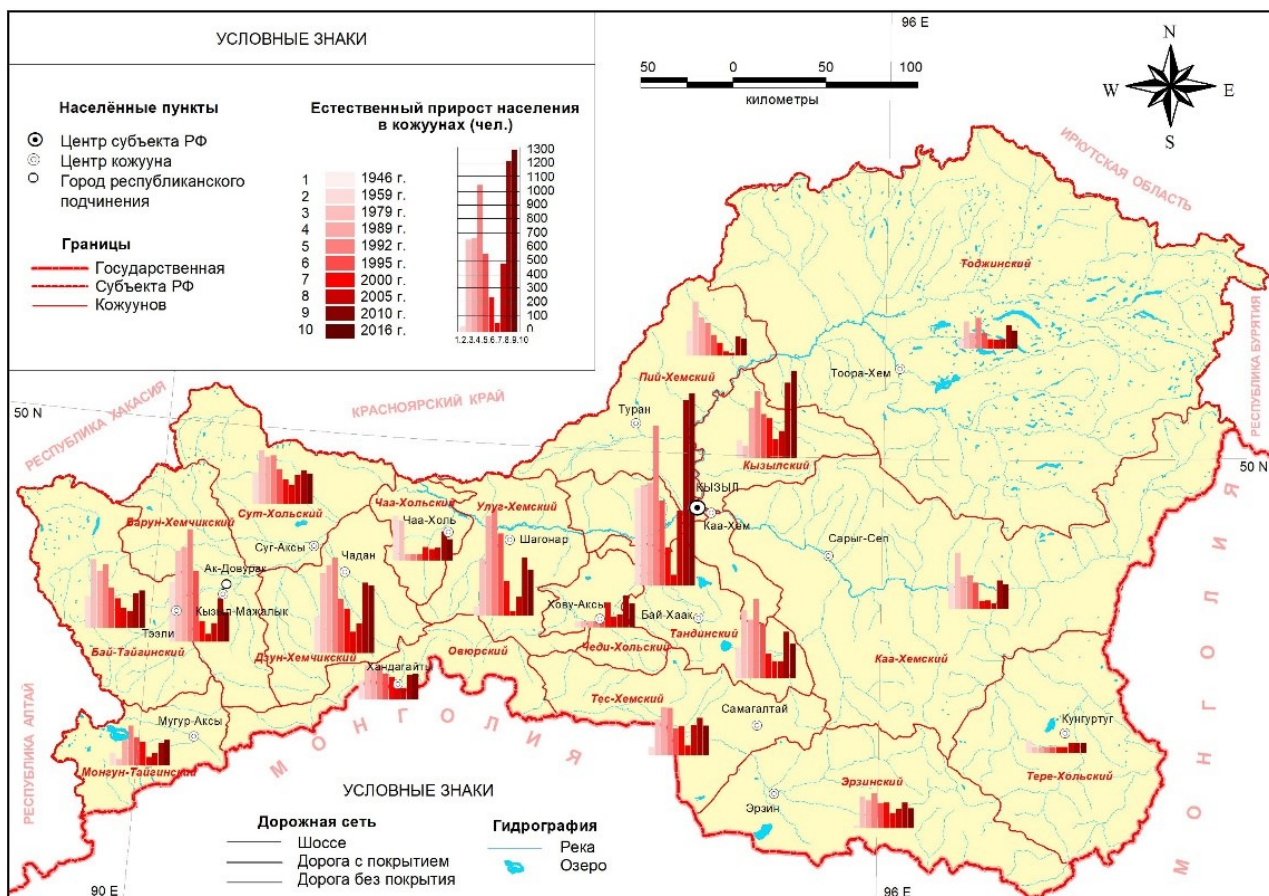 УСЛОВНЫЕ ЗНАКИ
Населённые пункты
Центр субъекта РФ
Центр кожууна
Город республиканского
подчинения
Границы
Государственная
Субъекта РФ
Кожуунов
Естественный прирост населения
в кожуунах (чел.)
1 1946 г.
2 1959 г.
3 1979 г.
4 1989 г.
5 1992 г.
6 1995 г.
7 2000 г.
8 2005 г.
9 2010 г.
10 2016 г.
1300
1200
1100
1000
900
800
700
600
500
400
300
200
100
0
1.2.3.4.5.6.7.8.9.10
50 0 50 100
километры
96 E
N
W E
S
ИРКУТСКАЯ ОБЛАСТЬ
РЕСПУБЛИКА БУРЯТИЯ
КРАСНОЯРСКИЙ КРАЙ
РЕСПУБЛИКА ХАКАСИЯ
50 N
50 N
Тоджинский
Тоора-Хем
Пий-Хемский
Туран
Кызылский
КЫЗЫЛ
Каа-Хем
Сарыг-Сеп
Сут-Хольский
Чаа-Хольский
Чаа-Холь
Улуг-Хемский
Шагонар
Барун-Хемчикский
Суг-Аксы
Чадан
Ак-Довурак
Кызыл-Мажалык
Тээли
Бай-Тайгинский
Дзун-Хемчикский
Хову-Аксы
Бай-Хаак
Тандинский
Чеди-Хольский
Овюрский
Хандагайты
Каа-Хемский
Тес-Хемский
Самагалтай
Мугур-Аксы
Монгун-Тайгинский
Кунгуртуг
Тере-Хольский
Эрзинский
Эрзин
РЕСПУБЛИКА АЛТАЙ
МОНГОЛИЯ
МОНГОЛИЯ
УСЛОВНЫЕ ЗНАКИ
Дорожная сеть
Шоссе
Дорога с покрытием
Дорога без покрытия
Гидрография
Река
Озеро
90 E
96 E